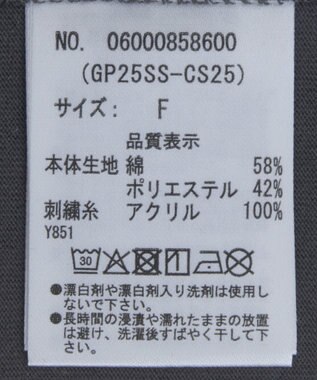 NO. 06000858600
(GP25SS-CS25)
サイズ: F
品質表示
本体生地 綿 58%
ポリエステル 42%
刺繍糸 アクリル 100%
Y851
30
●漂白剤や漂白剤入り洗剤は使用し
ないで下さい。
●長時間の浸漬や濡れたままの放置
は避け、洗濯後すばやく干して下
さい。